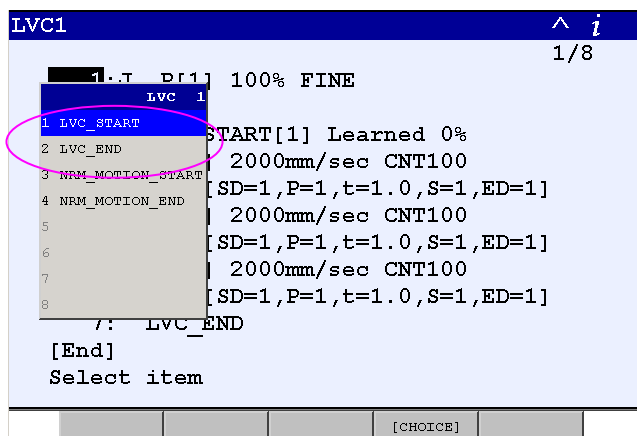 LVC1
1/8
1:J P[1] 100% FINE
LVC 1
1 LVC_START
2 LVC_END
3 NRM_MOTION_START
4 NRM_MOTION_END
5
6
7
8
START[1] Learned 0%
2000mm/sec CNT100
[SD=1,P=1,t=1.0,S=1,ED=1]
2000mm/sec CNT100
[SD=1,P=1,t=1.0,S=1,ED=1]
2000mm/sec CNT100
[SD=1,P=1,t=1.0,S=1,ED=1]
7: LVC_END
[End]
Select item
[CHOICE]